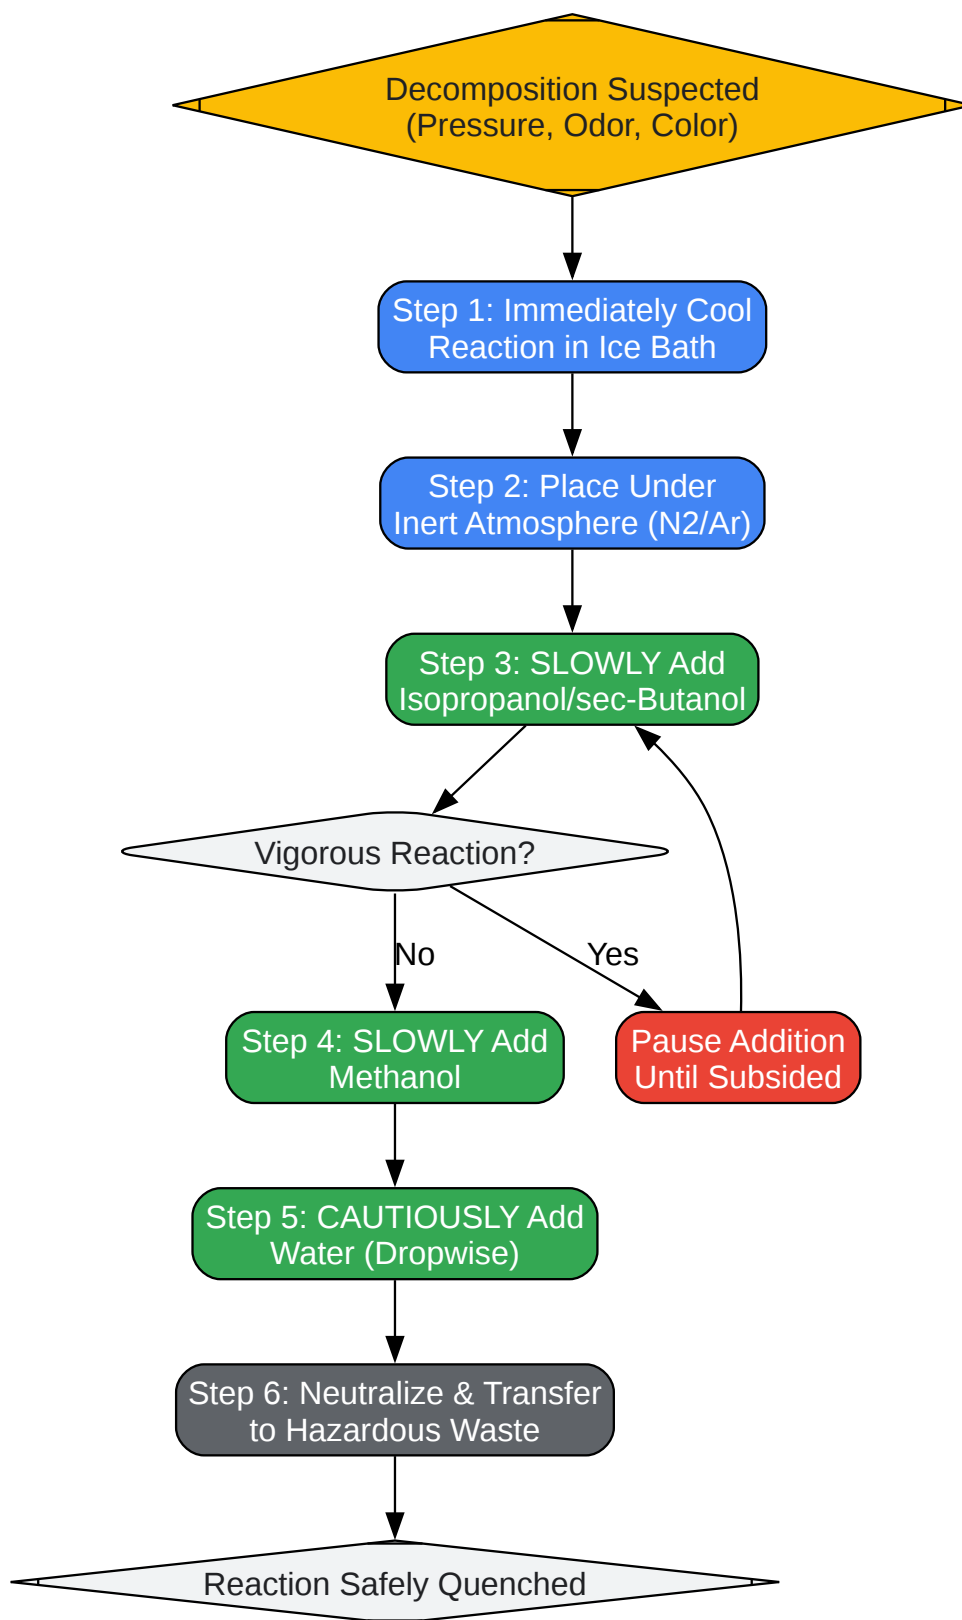 Decomposition Suspected
(Pressure, Odor, Color)
Step 1: Immediately Cool
Reaction in Ice Bath
Step 2: Place Under
Inert Atmosphere (N2/Ar)
Step 3: SLOWLY Add
Isopropanol/sec-Butanol
Vigorous Reaction?
No
Yes
Step 4: SLOWLY Add
Methanol
Pause Addition
Until Subsided
Step 5: CAUTIOUSLY Add
Water (Dropwise)
Step 6: Neutralize & Transfer
to Hazardous Waste
Reaction Safely Quenched